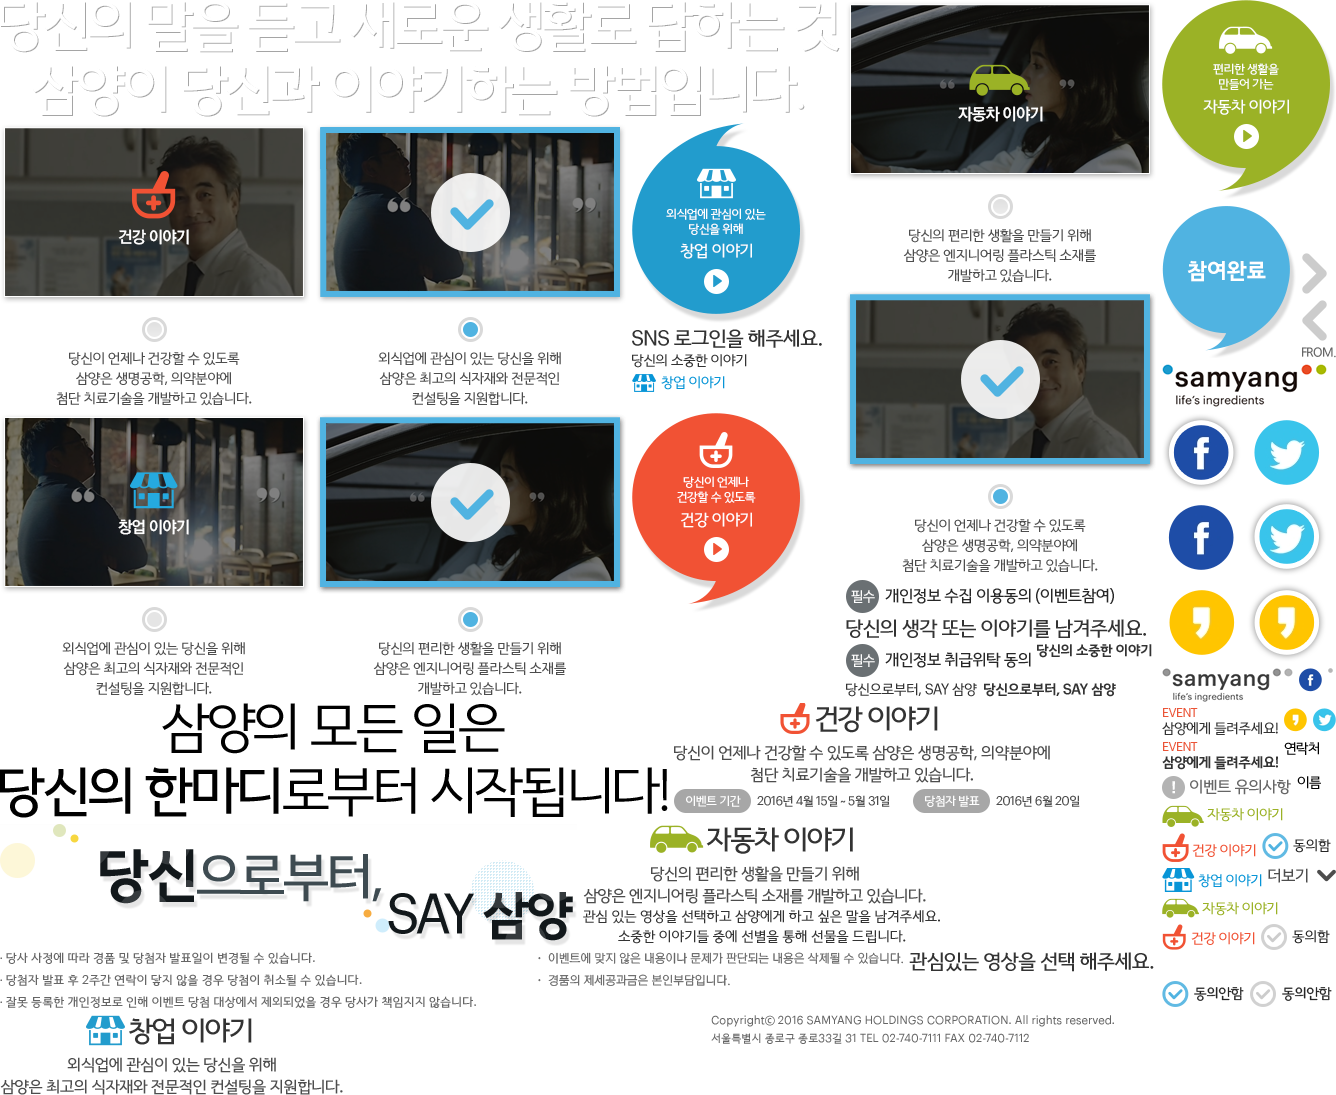 당신의 말을 듣고 새로운 생활로 답하는 것
삼양이 당신과 이야기하는 방법입니다.
건강 이야기
당신이 언제나 건강할 수 있도록
삼양은 생명공학, 의약분야에
첨단 치료기술을 개발하고 있습니다.
외식업에 관심이 있는 당신을 위해
삼양은 최고의 식자재와 전문적인
컨설팅을 지원합니다.
외식업에 관심이 있는
당신을 위해
창업 이야기
SNS 로그인을 해주세요.
당신의 소중한 이야기
창업 이야기
자동차 이야기
당신의 편리한 생활을 만들기 위해
삼양은 엔지니어링 플라스틱 소재를
개발하고 있습니다.
편리한 생활을
만들어 가는
자동차 이야기
참여완료
FROM.
samyang
life's ingredients
창업 이야기
외식업에 관심이 있는 당신을 위해
삼양은 최고의 식자재와 전문적인
컨설팅을 지원합니다.
당신의 편리한 생활을 만들기 위해
삼양은 엔지니어링 플라스틱 소재를
개발하고 있습니다.
당신이 언제나
건강할 수 있도록
건강 이야기
당신이 언제나 건강할 수 있도록
삼양은 생명공학, 의약분야에
첨단 치료기술을 개발하고 있습니다.
필수 개인정보 수집 이용동의 (이벤트참여)
당신의 생각 또는 이야기를 남겨주세요.
필수 개인정보 취급위탁 동의
당신의 소중한 이야기
당신으로부터, SAY 삼양 당신으로부터, SAY 삼양
삼양의 모든 일은
당신의 한마디로부터 시작됩니다!
건강 이야기
당신이 언제나 건강할 수 있도록 삼양은 생명공학, 의약분야에
첨단 치료기술을 개발하고 있습니다.
이벤트 기간 2016년 4월 15일 ~ 5월 31일 당첨자 발표 2016년 6월 20일
자동차 이야기
당신의 편리한 생활을 만들기 위해
삼양은 엔지니어링 플라스틱 소재를 개발하고 있습니다.
관심 있는 영상을 선택하고 삼양에게 하고 싶은 말을 남겨주세요.
소중한 이야기들 중에 선별을 통해 선물을 드립니다.
당신으로부터,
SAY 삼양
· 당사 사정에 따라 경품 및 당첨자 발표일이 변경될 수 있습니다.
· 당첨자 발표 후 2주간 연락이 닿지 않을 경우 당첨이 취소될 수 있습니다.
· 잘못 등록한 개인정보로 인해 이벤트 당첨 대상에서 제외되었을 경우 당사가 책임지지 않습니다.
· 이벤트에 맞지 않은 내용이나 문제가 판단되는 내용은 삭제될 수 있습니다.
· 경품의 제세공과금은 본인부담입니다.
관심있는 영상을 선택 해주세요.
창업 이야기
외식업에 관심이 있는 당신을 위해
삼양은 최고의 식자재와 전문적인 컨설팅을 지원합니다.
Copyright© 2016 SAMYANG HOLDINGS CORPORATION. All rights reserved.
서울특별시 종로구 종로33길 31 TEL 02-740-7111 FAX 02-740-7112
samyang
life's ingredients
EVENT
삼양에게 들려주세요!
EVENT
삼양에게 들려주세요!
연락처
! 이벤트 유의사항
이름
자동차 이야기
건강 이야기
동의함
창업 이야기
더보기
자동차 이야기
건강 이야기
동의함
동의안함
동의안함